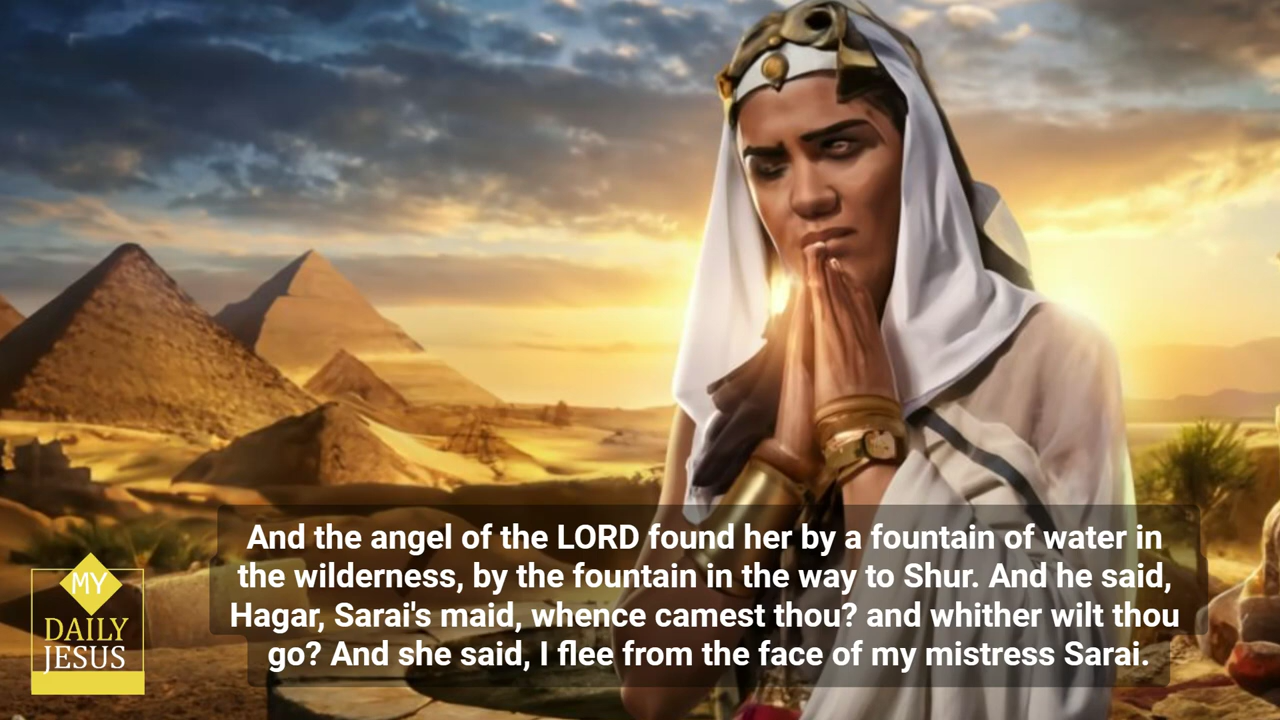 And the angel of the LORD found her by a fountain of water in
the wilderness, by the fountain in the way to Shur. And he said,
Hagar, Sarai's maid, whence camest thou? and whither wilt thou
go? And she said, I flee from the face of my mistress Sarai.
MY
DAILY
JESUS